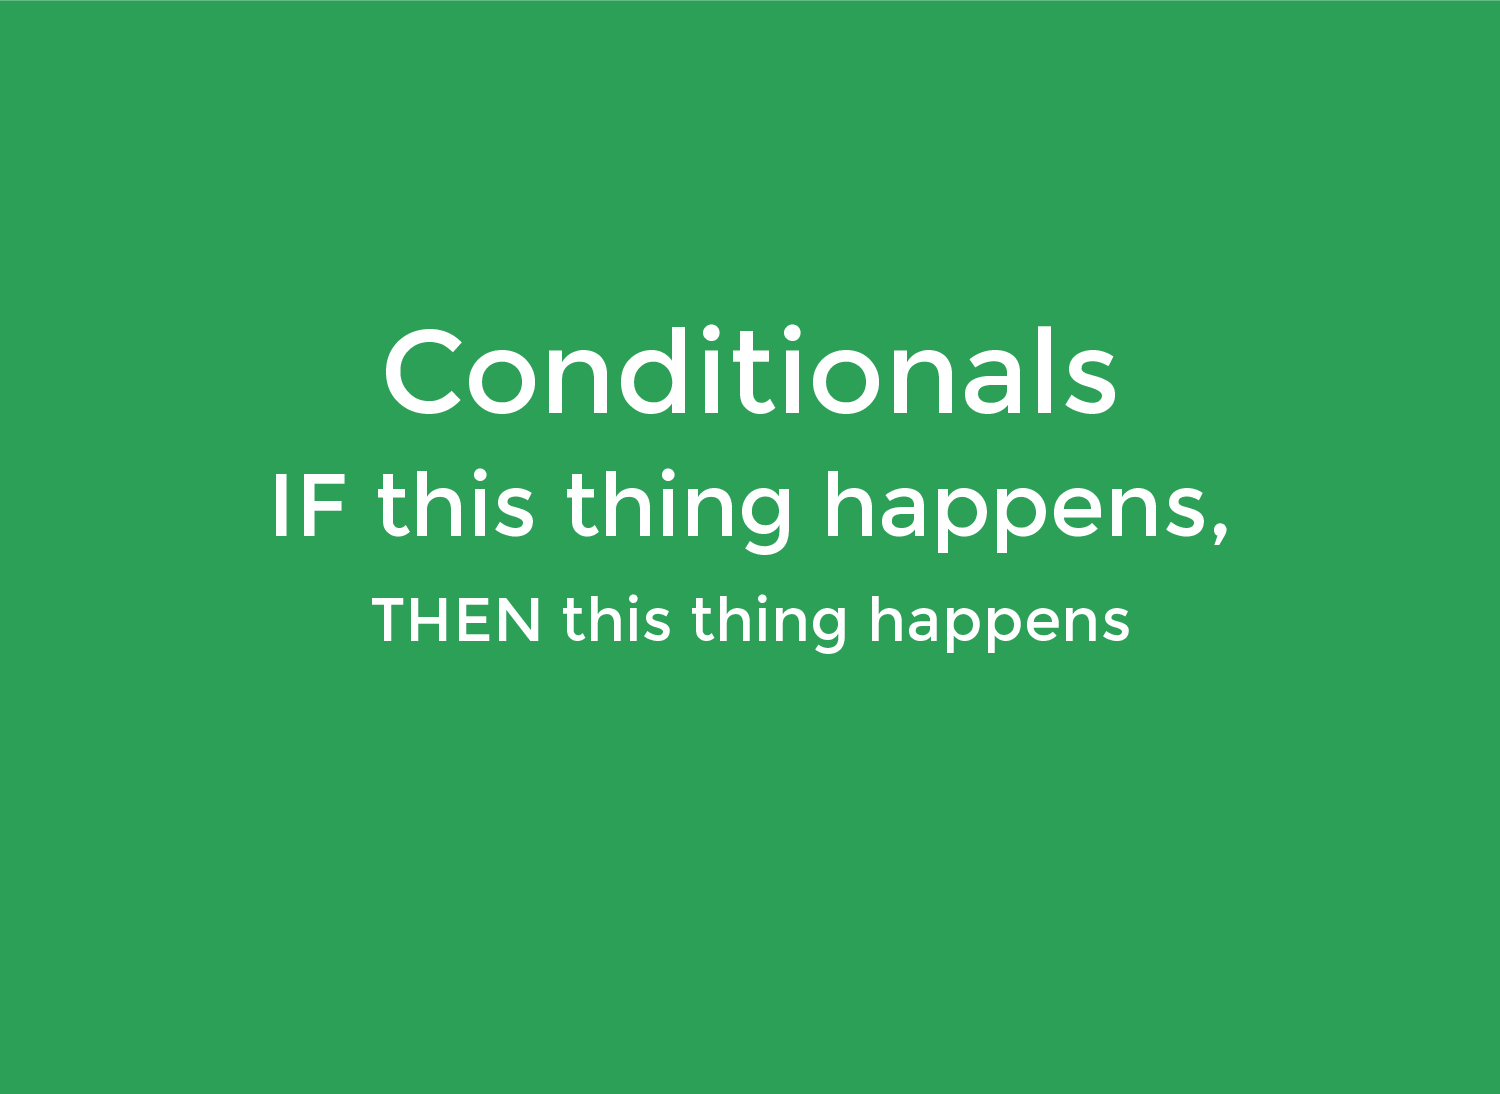 Conditionals
IF this thing happens,
THEN this thing happens